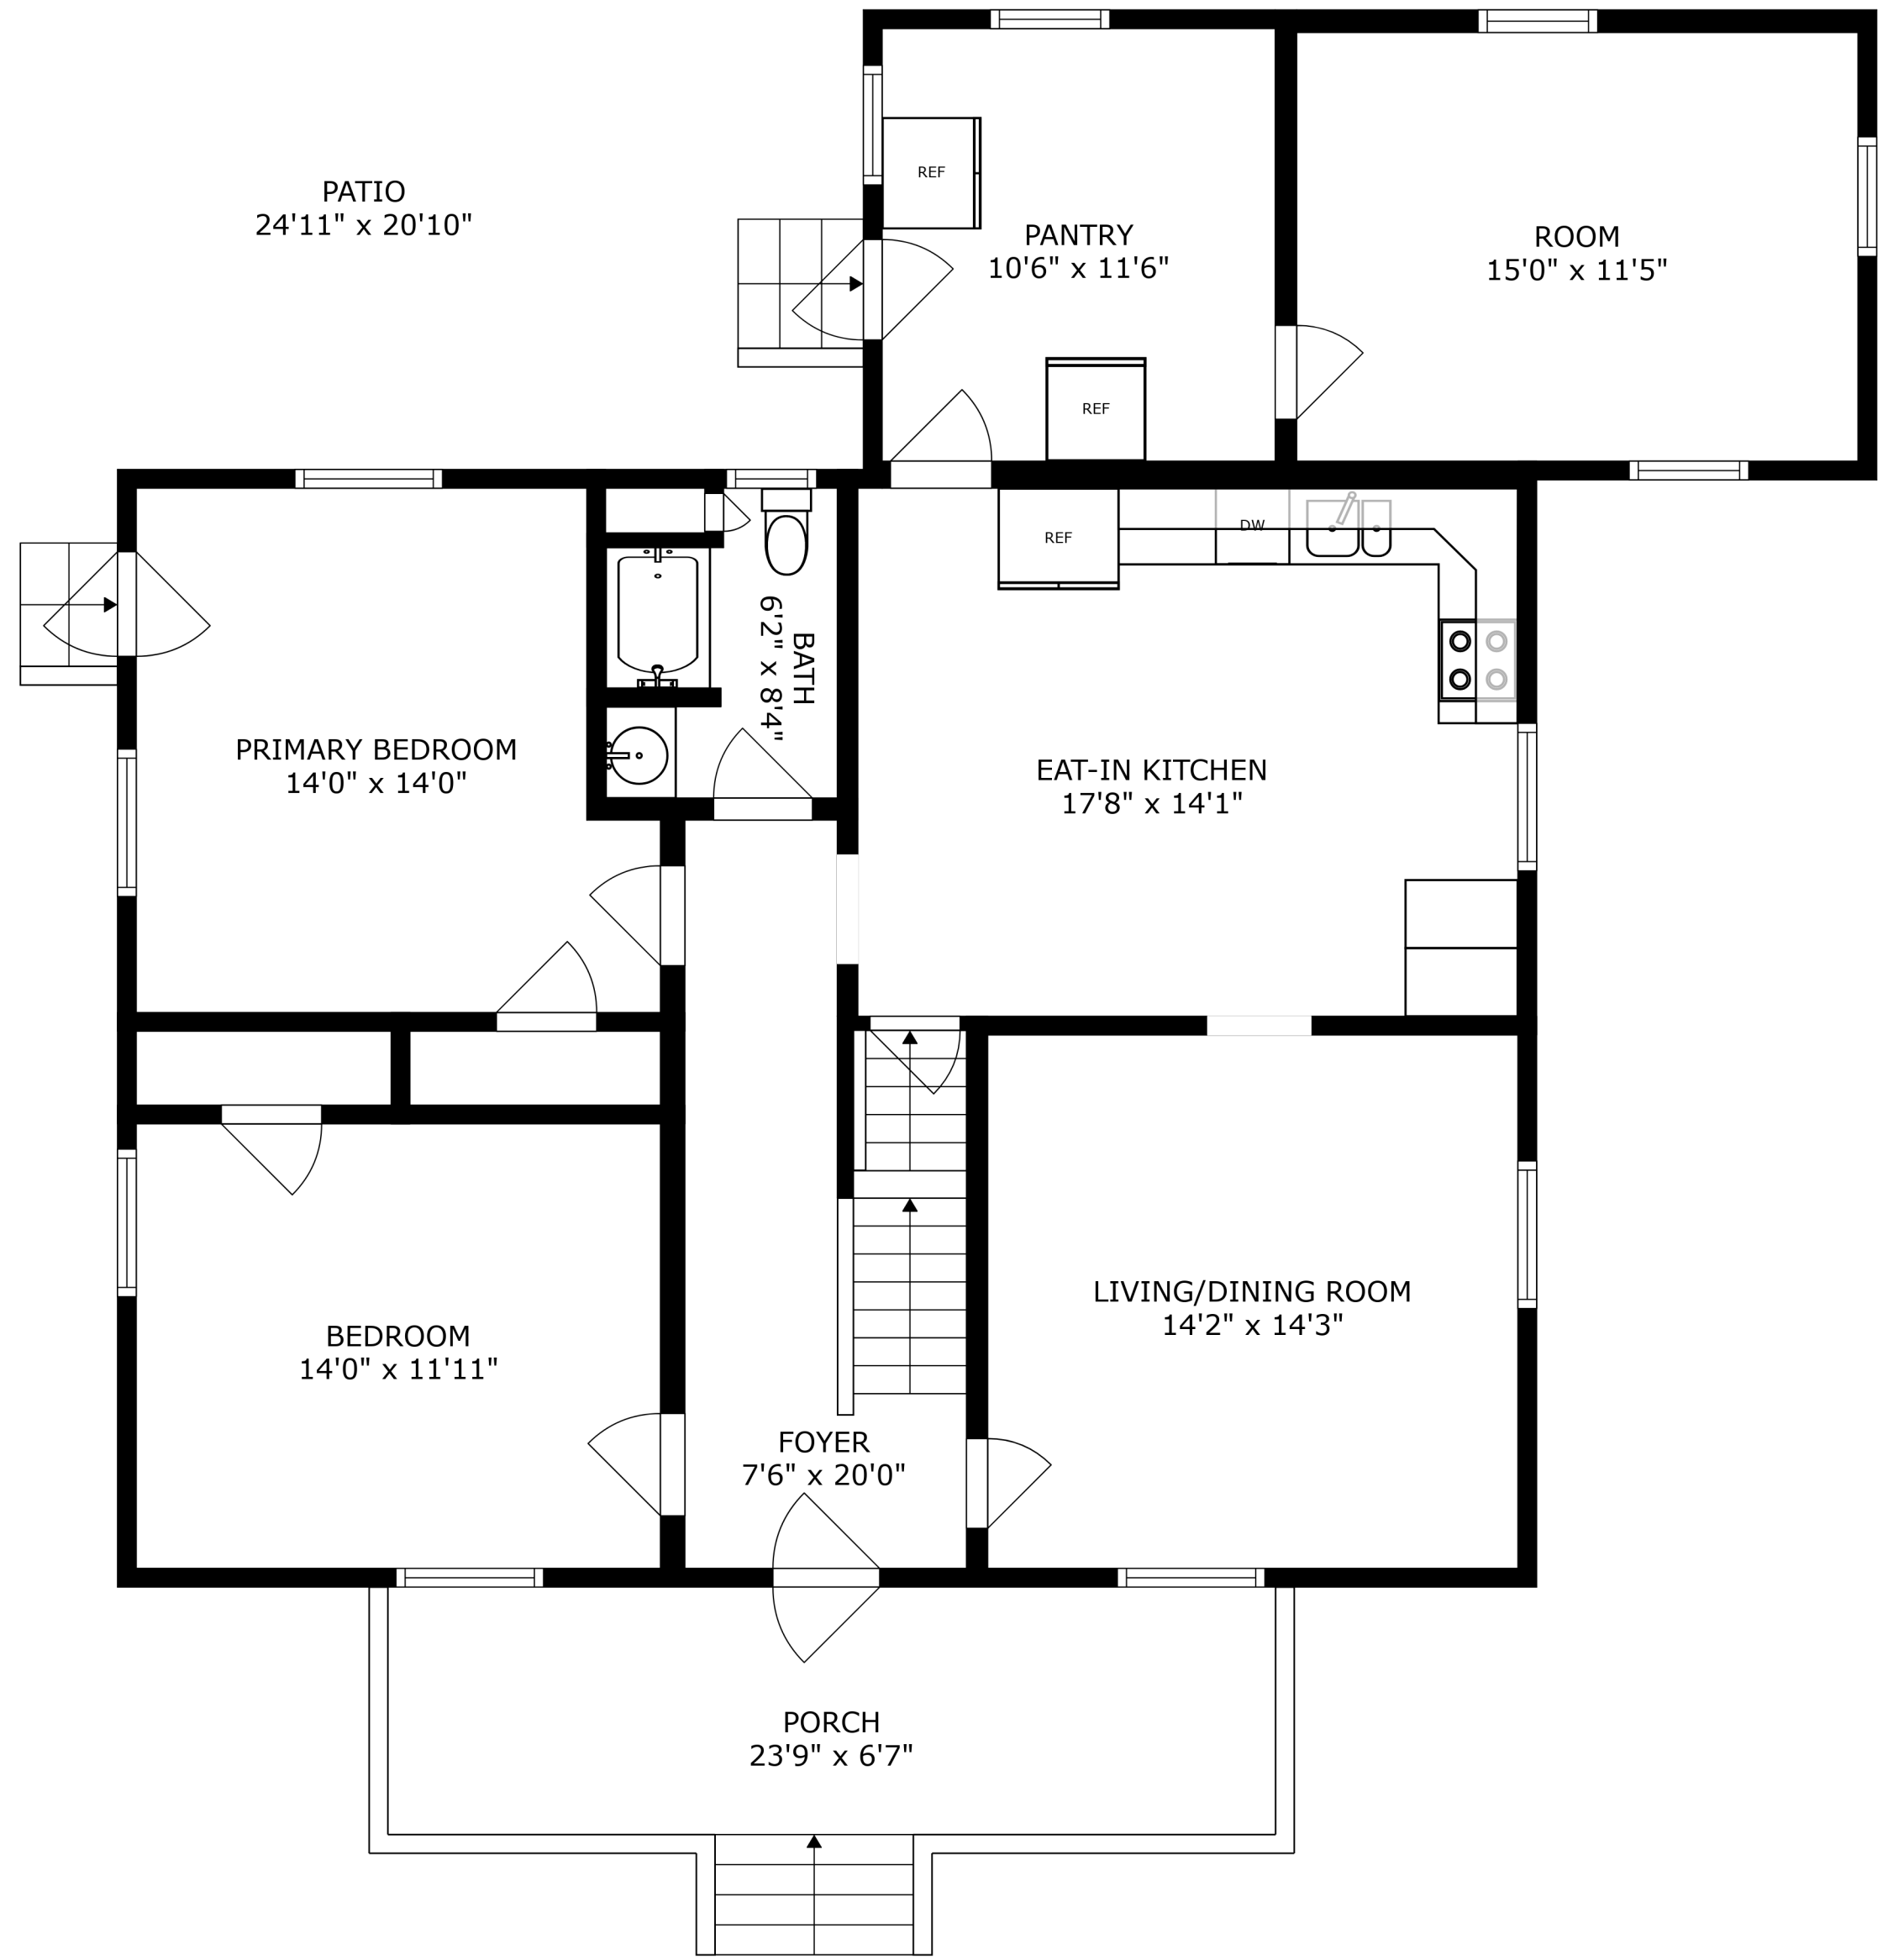 PATIO
24'11" x 20'10"
REF
PANTRY
10'6" x 11'6"
ROOM
15'0" x 11'5"
REF
REF
DW
BATH
6'2" x 8'4"
PRIMARY BEDROOM
14'0" x 14'0"
EAT-IN KITCHEN
17'8" x 14'1"
LIVING/DINING ROOM
14'2" x 14'3"
BEDROOM
14'0" x 11'11"
FOYER
7'6" x 20'0"
PORCH
23'9" x 6'7"